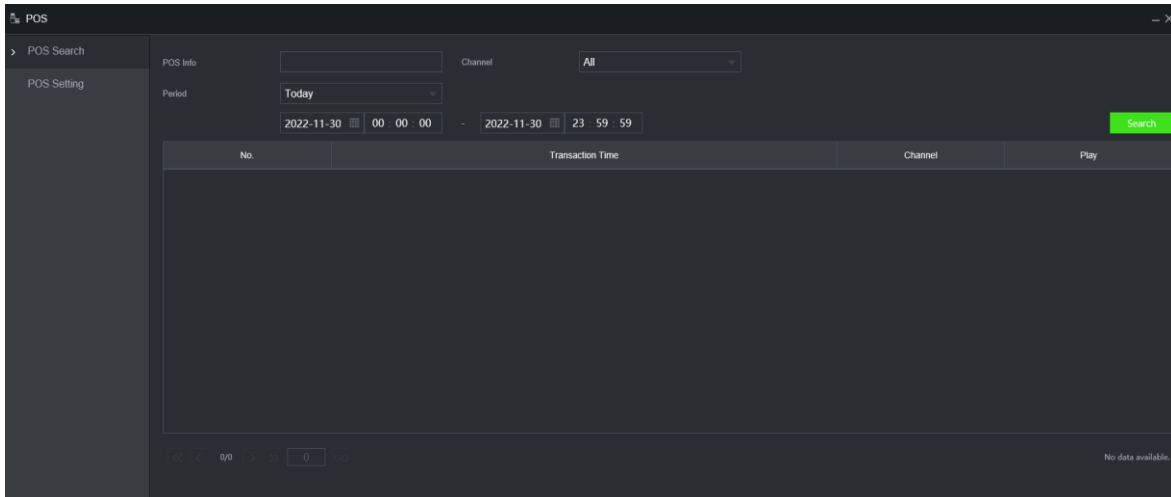 POS
POS Search
POS Setting
POS Info
Channel
All
Period
Today
2022-11-30 00 : 00 : 00 - 2022-11-30 23 : 59 : 59
Search
No. Transaction Time Channel Play
0/0 0
No data available.